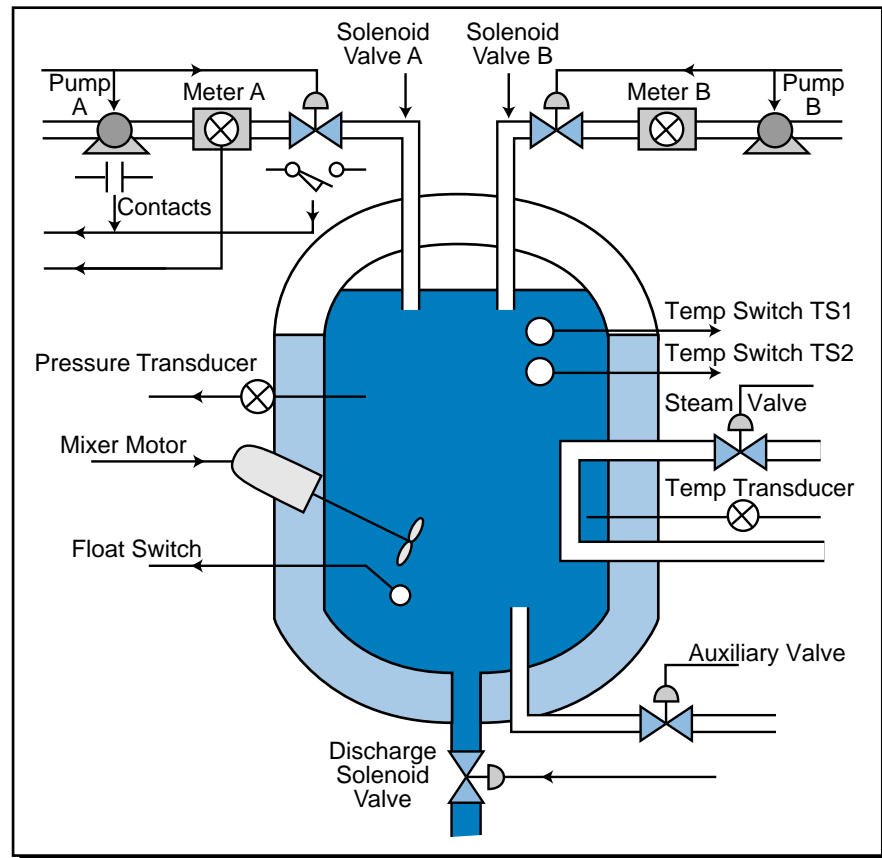 Solenoid
Valve A
Solenoid
Valve B
Pump
A
Meter A
Meter B
Pump
B
Contacts
Temp Switch TS1
Temp Switch TS2
Pressure Transducer
Steam Valve
Mixer Motor
Temp Transducer
Float Switch
Auxiliary Valve
Discharge
Solenoid
Valve